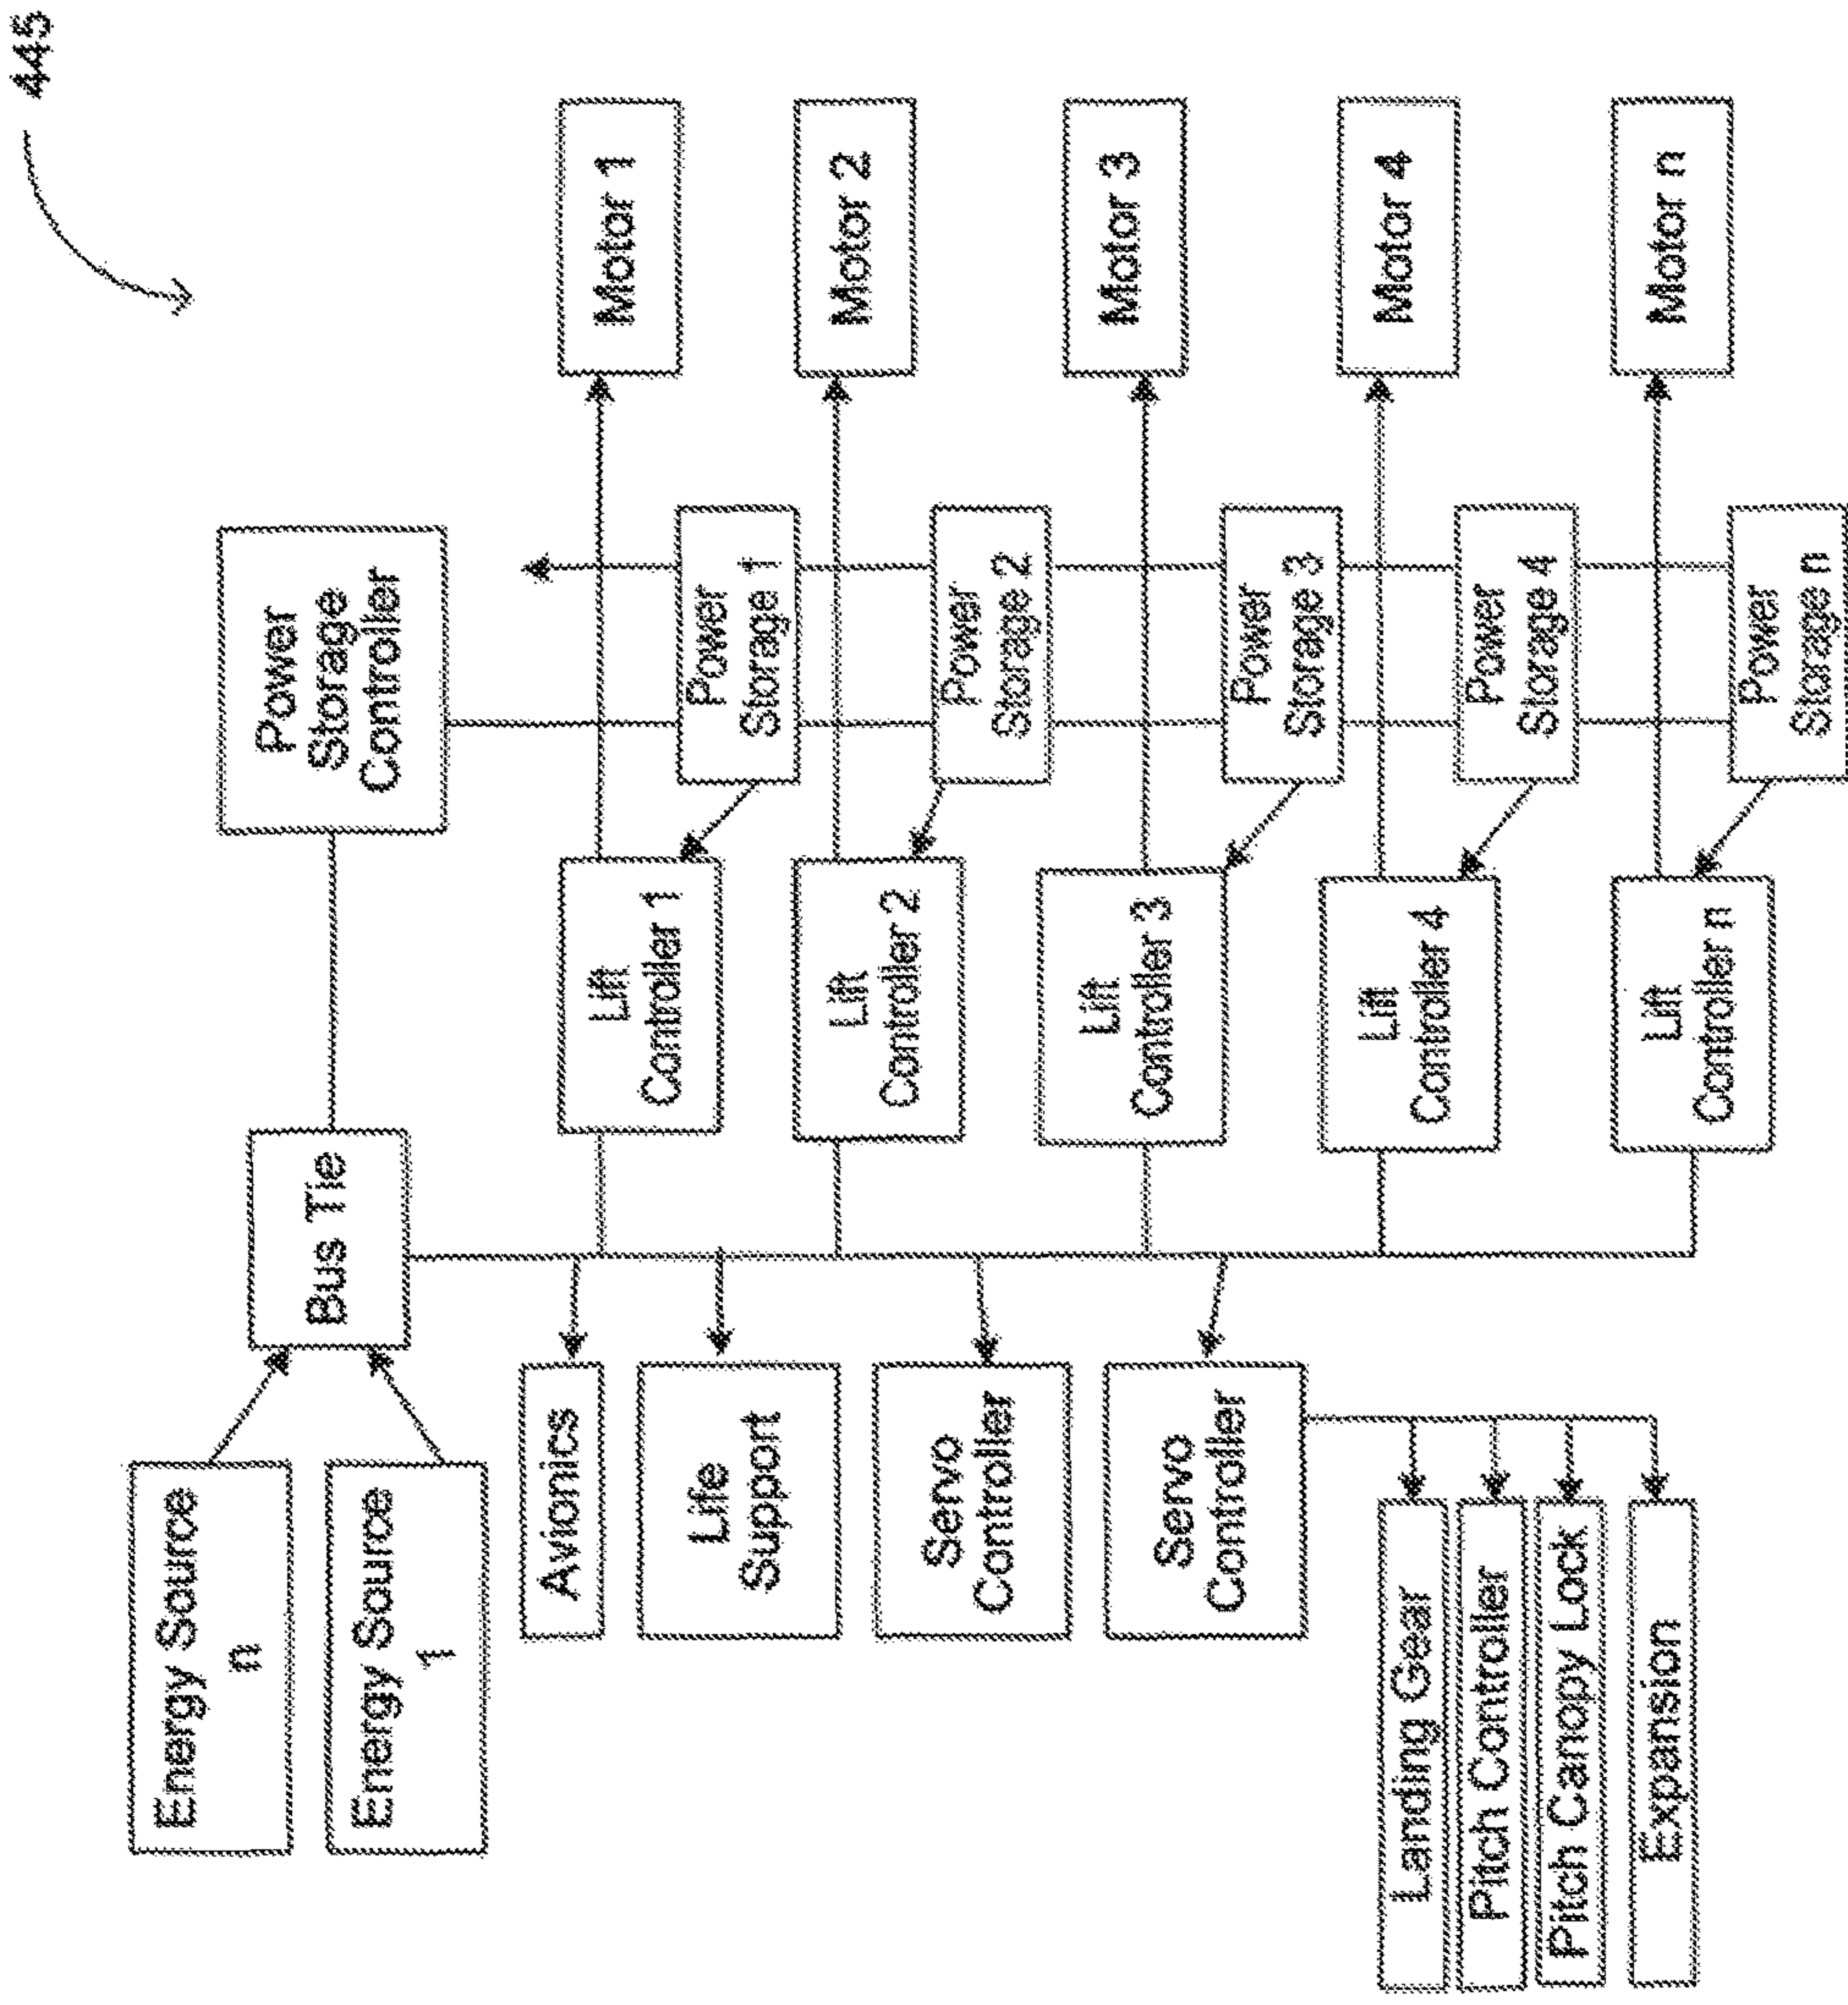 445
Energy Source
n
Energy Source
1
Bus Tie
Power
Storage
Controller
Avionics
Life
Support
Servo
Controller
Servo
Controller
Landing Gear
Pitch Controller
Pitch Canopy Lock
Expansion
Lift
Controller 1
Lift
Controller 2
Lift
Controller 3
Lift
Controller 4
Lift
Controller n
Power
Storage 1
Power
Storage 2
Power
Storage 3
Power
Storage 4
Power
Storage n
Motor 1
Motor 2
Motor 3
Motor 4
Motor n